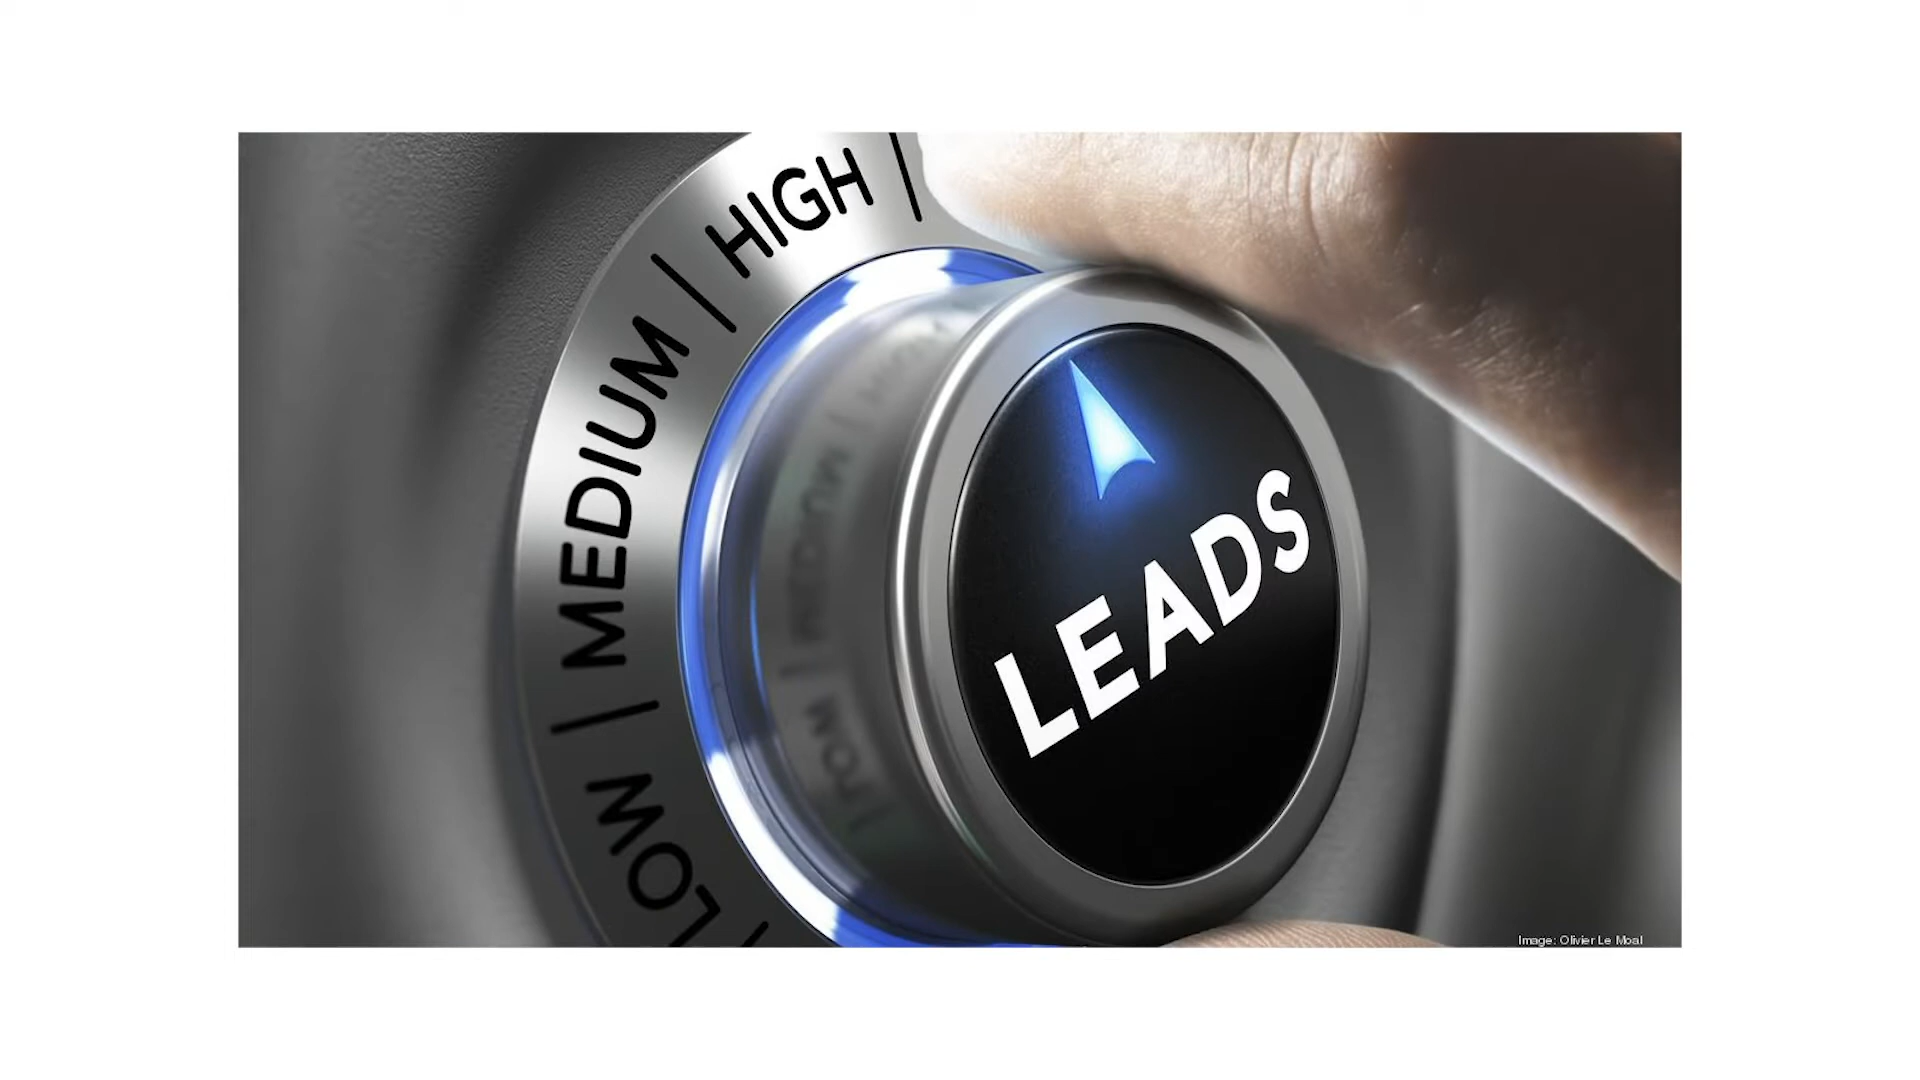 HIGH |
MEDIUM |
LOW |
LEADS
Image: Olivier Le Moal